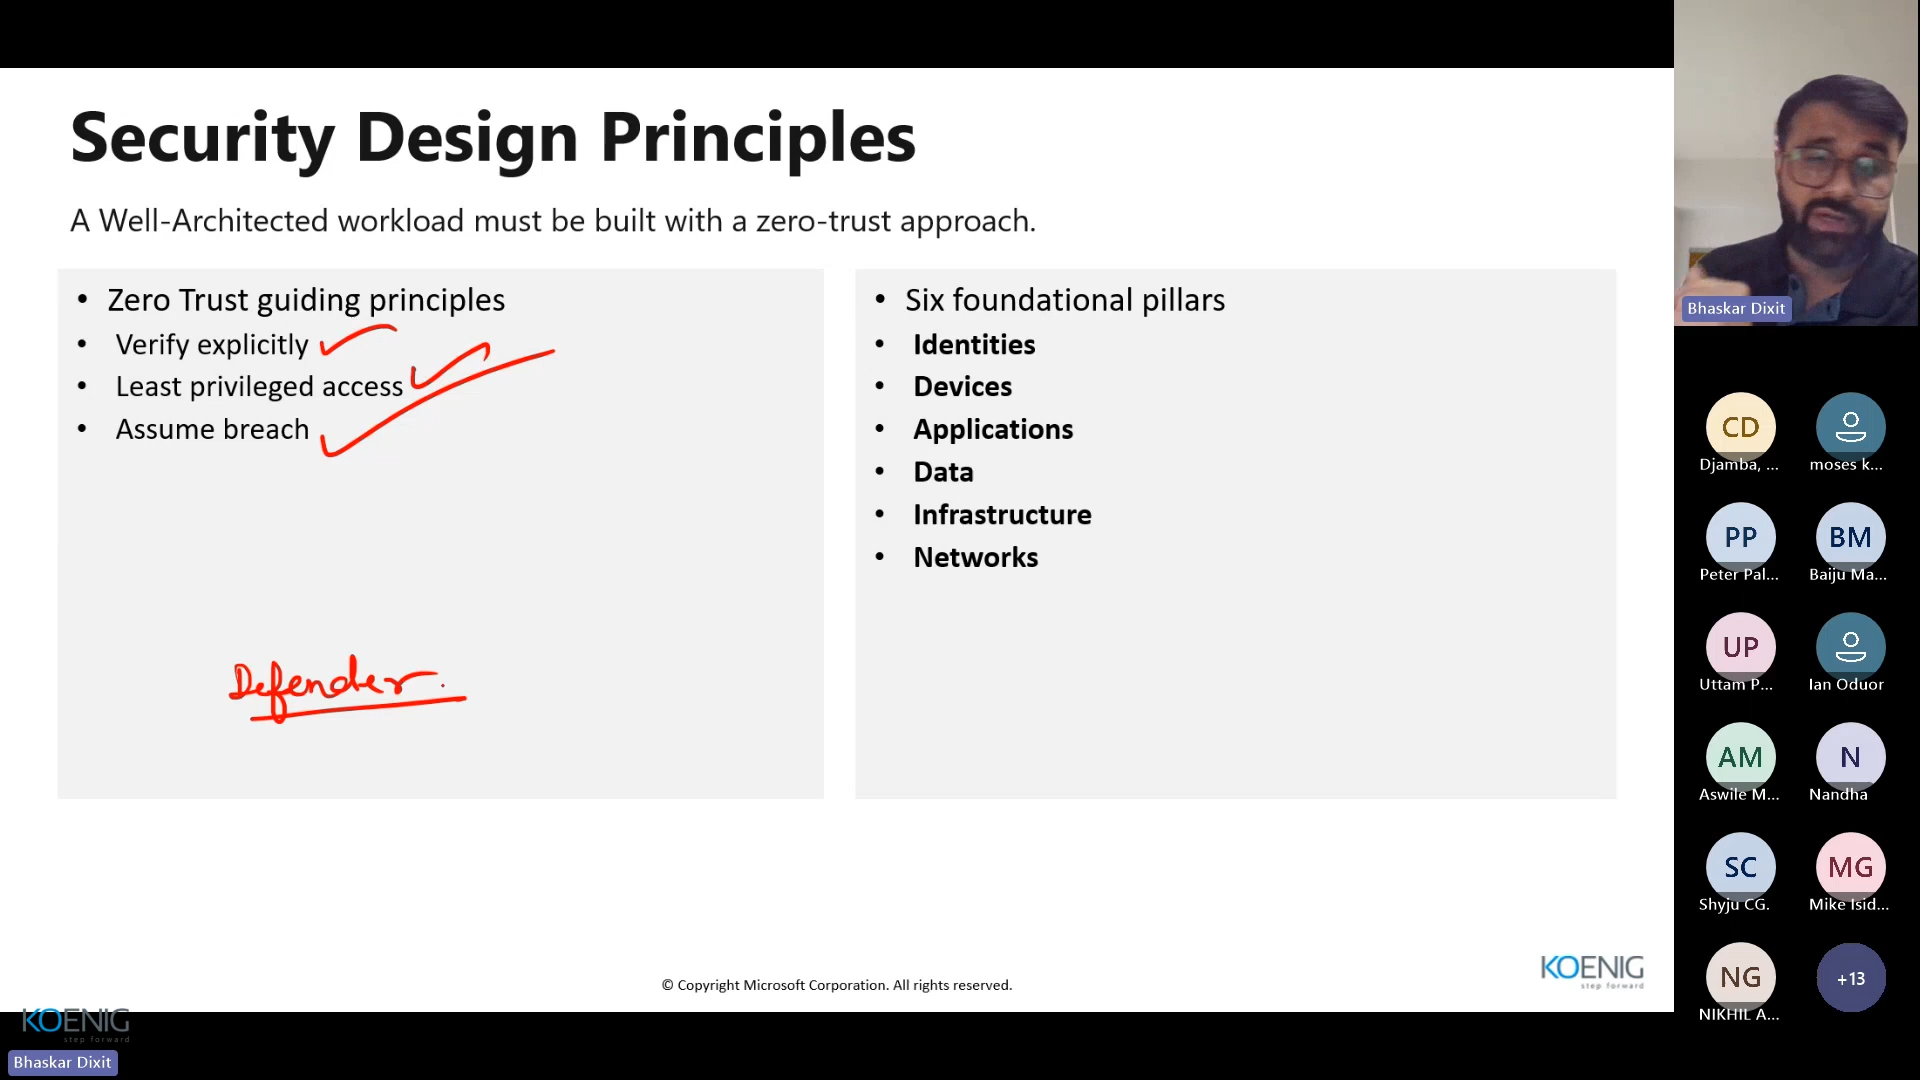 Security Design Principles
A Well-Architected workload must be built with a zero-trust approach.
• Zero Trust guiding principles
• Verify explicitly
• Least privileged access
• Assume breach
Defender
• Six foundational pillars
• Identities
• Devices
• Applications
• Data
• Infrastructure
• Networks
© Copyright Microsoft Corporation. All rights reserved.
KOENIG
step forward
KOENIG
step forward
Bhaskar Dixit
Bhaskar Dixit
CD
Djamba, ...
moses k...
PP
Peter Pal...
BM
Baiju Ma...
UP
Uttam P...
Ian Oduor
AM
Aswile M...
N
Nandha
SC
Shyju CG.
MG
Mike Isid...
NG
NIKHIL A...
+13